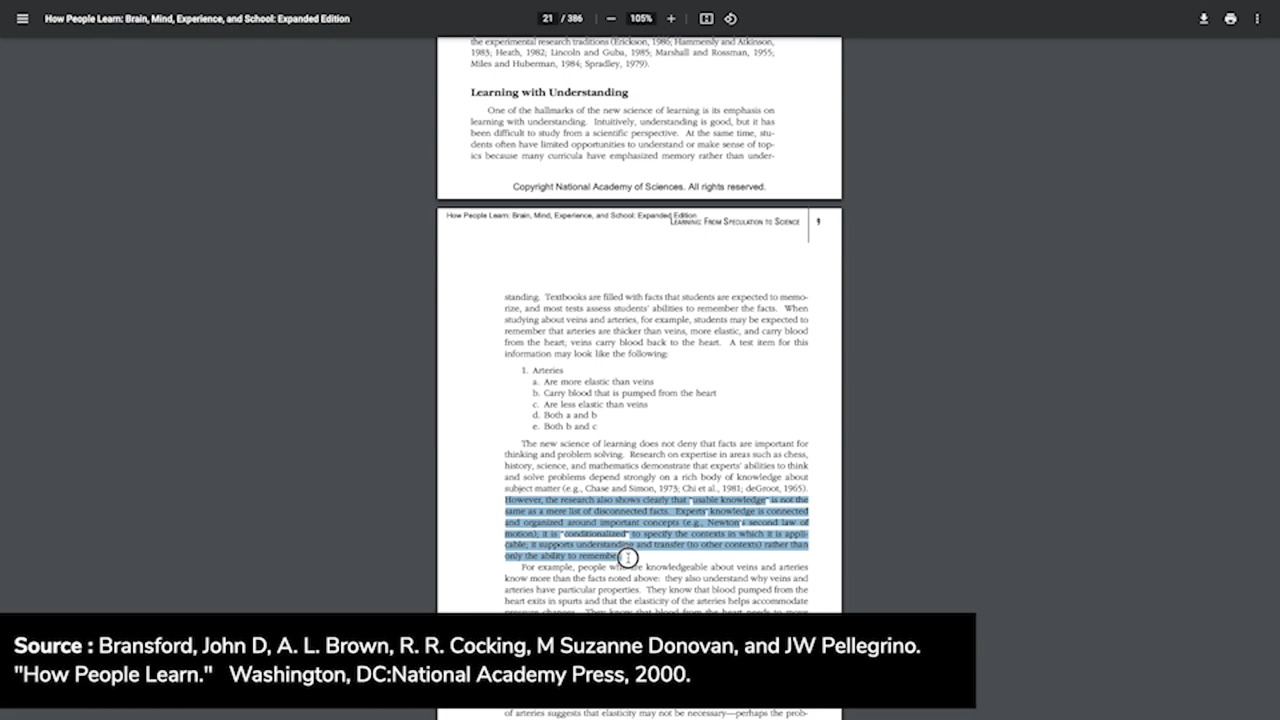 How People Learn: Brain, Mind, Experience, and School: Expanded Edition
21 / 386
105%
the experimental research traditions (Erickson, 1986; Hammersly and Atkinson,
1983; Heath, 1982; Lincoln and Guba, 1985; Marshall and Rossman, 1955;
Miles and Huberman, 1984; Spradley, 1979).
Learning with Understanding
One of the hallmarks of the new science of learning is its emphasis on
learning with understanding. Intuitively, understanding is good, but it has
been difficult to study from a scientific perspective. At the same time, stu-
dents often have limited opportunities to understand or make sense of top-
ics because many curricula have emphasized memory rather than under-
Copyright National Academy of Sciences. All rights reserved.
How People Learn: Brain, Mind, Experience, and School: Expanded Edition
LEARNING: FROM SPECULATION TO SCIENCE 9
standing. Textbooks are filled with facts that students are expected to memo-
rize, and most tests assess students' abilities to remember the facts. When
studying about veins and arteries, for example, students may be expected to
remember that arteries are thicker than veins, more elastic, and carry blood
from the heart; veins carry blood back to the heart. A test item for this
information may look like the following:
1. Arteries
a. Are more elastic than veins
b. Carry blood that is pumped from the heart
c. Are less elastic than veins
d. Both a and b
e. Both b and c
The new science of learning does not deny that facts are important for
thinking and problem solving. Research on expertise in areas such as chess,
history, science, and mathematics demonstrate that experts' abilities to think
and solve problems depend strongly on a rich body of knowledge about
subject matter (e.g., Chase and Simon, 1973; Chi et al., 1981; deGroot, 1965).
However, the research also shows clearly that "usable knowledge" is not the
same as a mere list of disconnected facts. Experts' knowledge is connected
and organized around important concepts (e.g., Newton's second law of
motion); it is "conditionalized" to specify the contexts in which it is appli-
cable; it supports understanding and transfer (to other contexts) rather than
only the ability to remember
For example, people who are knowledgeable about veins and arteries
know more than the facts noted above: they also understand why veins and
arteries have particular properties. They know that blood pumped from the
heart exits in spurts and that the elasticity of the arteries helps accommodate
pressure changes. They know that blood from the heart needs to move
Source : Bransford, John D, A. L. Brown, R. R. Cocking, M Suzanne Donovan, and JW Pellegrino.
"How People Learn." Washington, DC:National Academy Press, 2000.
of arteries suggests that elasticity may not be necessary—perhaps the prob-